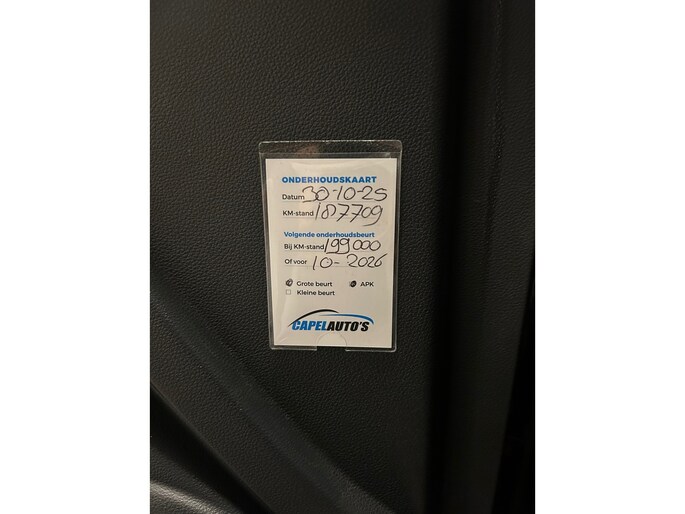 ONDERHOUDSKAART
Datum 30-10-25
KM-stand 187709
Volgende onderhoudsbeurt
Bij KM-stand 199000
Of voor 10-2026
Grote beurt APK
Kleine beurt
CAPELAUTO'S